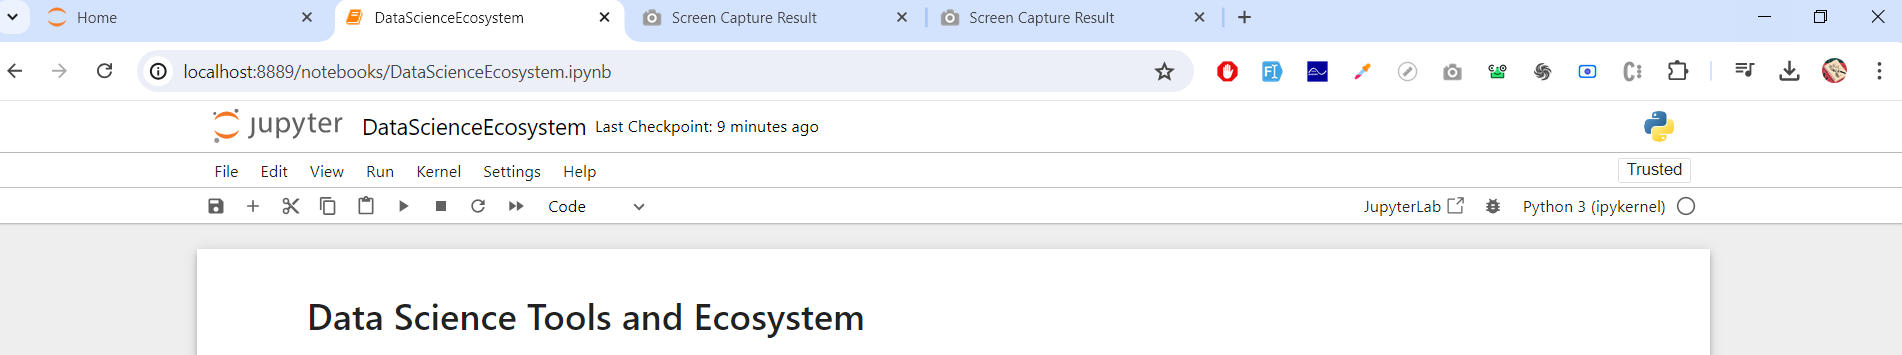 Home DataScienceEcosystem Screen Capture Result Screen Capture Result
localhost:8889/notebooks/DataScienceEcosystem.ipynb
jupyter DataScienceEcosystem Last Checkpoint: 9 minutes ago
File Edit View Run Kernel Settings Help Trusted
Code JupyterLab Python 3 (ipykernel)
Data Science Tools and Ecosystem